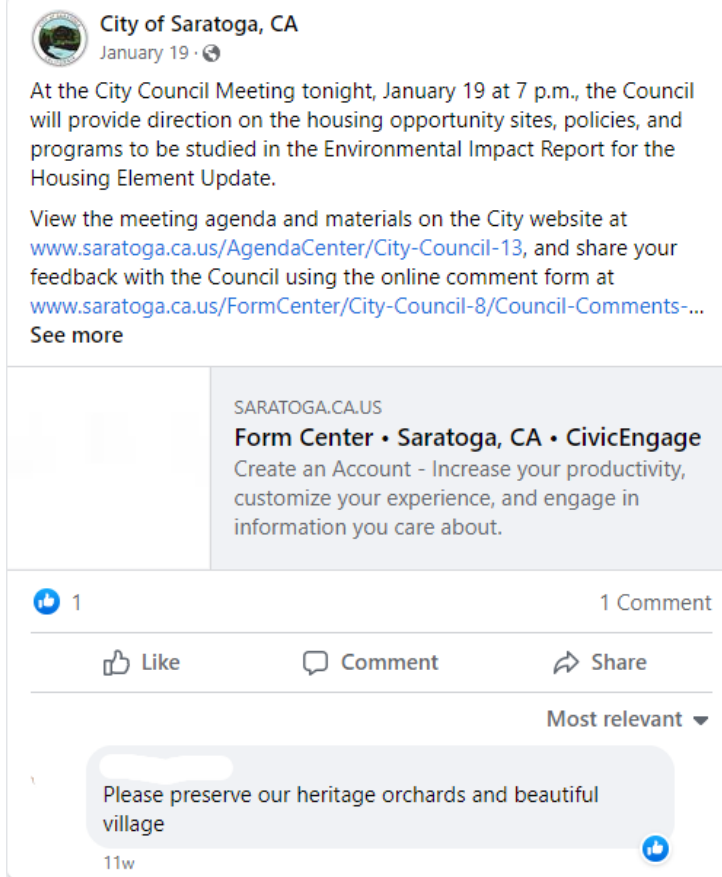 City of Saratoga, CA
January 19 ·
At the City Council Meeting tonight, January 19 at 7 p.m., the Council
will provide direction on the housing opportunity sites, policies, and
programs to be studied in the Environmental Impact Report for the
Housing Element Update.
View the meeting agenda and materials on the City website at
www.saratoga.ca.us/AgendaCenter/City-Council-13, and share your
feedback with the Council using the online comment form at
www.saratoga.ca.us/FormCenter/City-Council-8/Council-Comments-...
See more
SARATOGA.CA.US
Form Center • Saratoga, CA • CivicEngage
Create an Account - Increase your productivity,
customize your experience, and engage in
information you care about.
1
1 Comment
Like
Comment
Share
Most relevant
Please preserve our heritage orchards and beautiful
village
11w